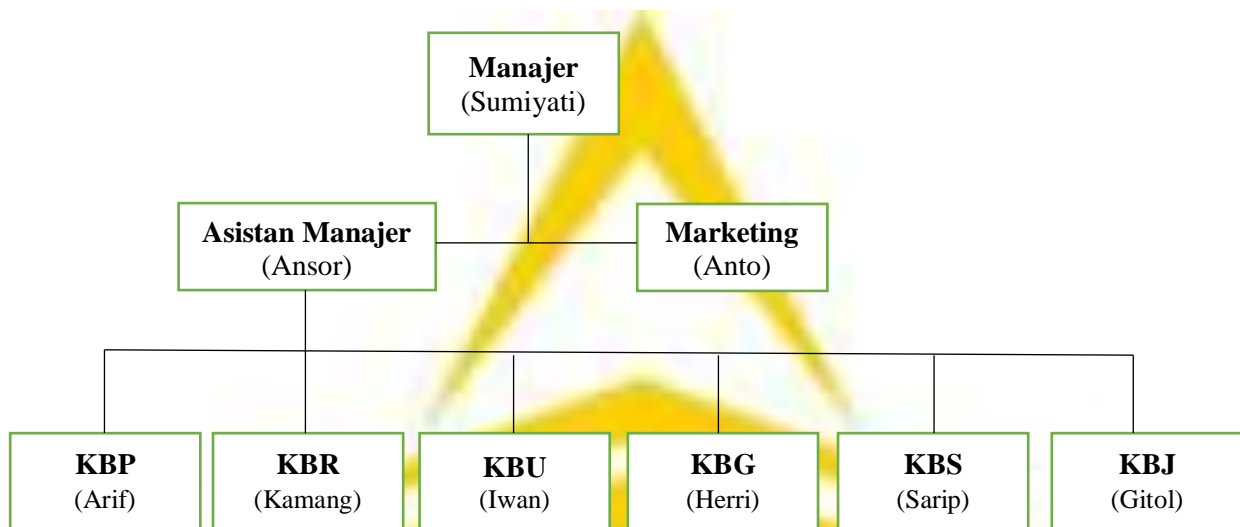 Manajer
(Sumiyati)
Asistan Manajer
(Ansor)
Marketing
(Anto)
KBP
(Arif)
KBR
(Kamang)
KBU
(Iwan)
KBG
(Herri)
KBS
(Sarip)
KBJ
(Gitol)